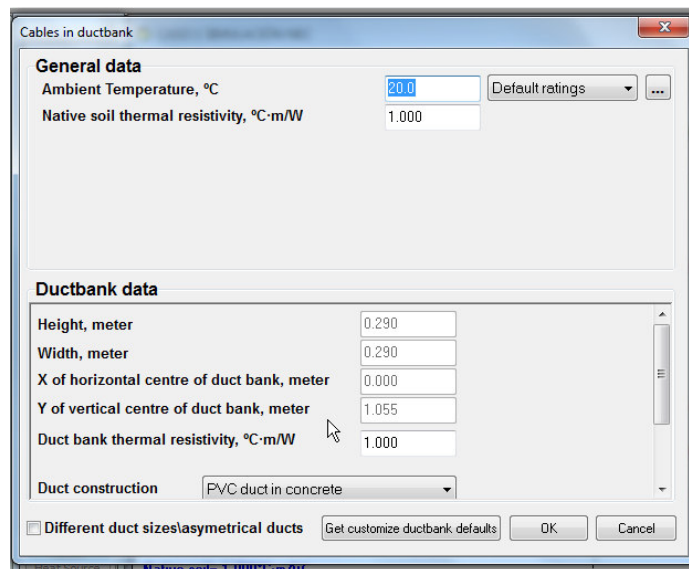 Cables in ductbank
General data
Ambient Temperature, ºC 20.0 Default ratings ...
Native soil thermal resistivity, ºC·m/W 1.000
Ductbank data
Height, meter 0.290
Width, meter 0.290
X of horizontal centre of duct bank, meter 0.000
Y of vertical centre of duct bank, meter 1.055
Duct bank thermal resistivity, ºC·m/W 1.000
Duct construction PVC duct in concrete
Different duct sizes\asymetrical ducts Get customize ductbank defaults OK Cancel